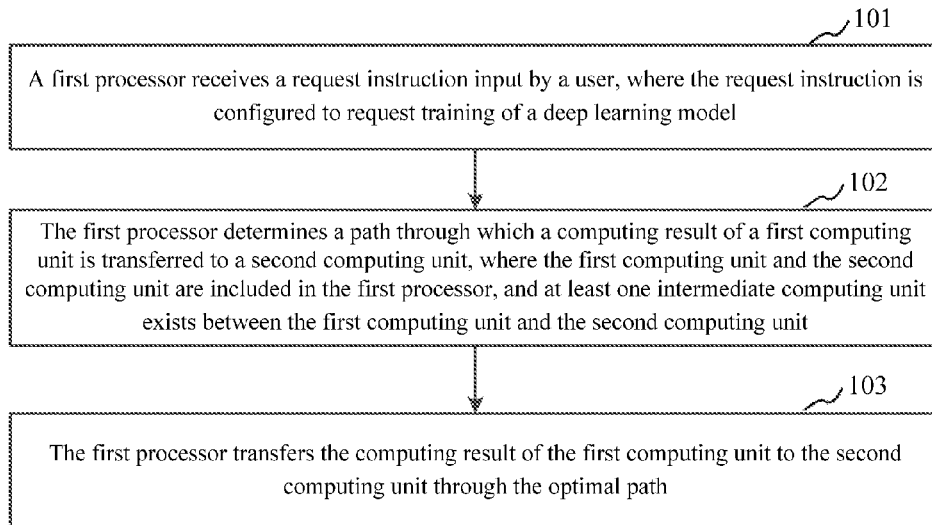 101
A first processor receives a request instruction input by a user, where the request instruction is
configured to request training of a deep learning model
102
The first processor determines a path through which a computing result of a first computing
unit is transferred to a second computing unit, where the first computing unit and the second
computing unit are included in the first processor, and at least one intermediate computing unit
exists between the first computing unit and the second computing unit
103
The first processor transfers the computing result of the first computing unit to the second
computing unit through the optimal path